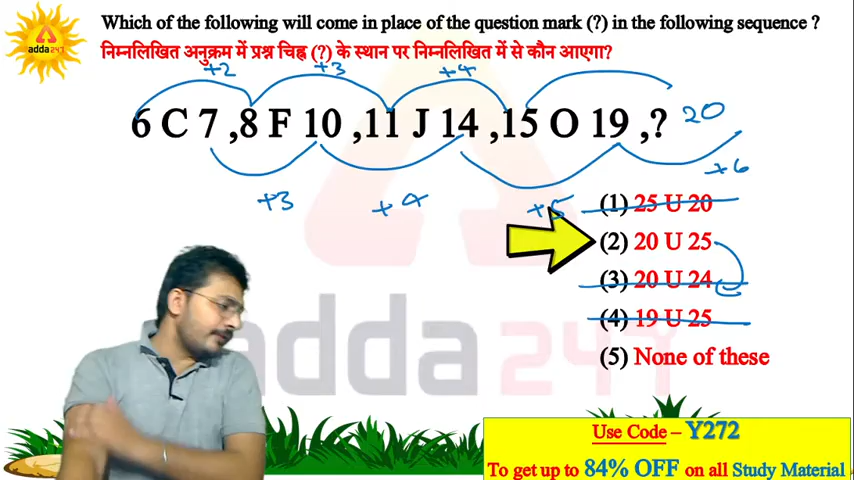 Which of the following will come in place of the question mark (?) in the following sequence ?
निम्नलिखित अनुक्रम में प्रश्न चिह्न (?) के स्थान पर निम्नलिखित में से कौन आएगा?
adda247
+2 +3 +4
6 C 7 ,8 F 10 ,11 J 14 ,15 O 19 ,? 20
+6
+3 +4 +5
(1) 25 U 20
(2) 20 U 25
(3) 20 U 24
(4) 19 U 25
(5) None of these
adda247
Use Code – Y272
To get up to 84% OFF on all Study Material